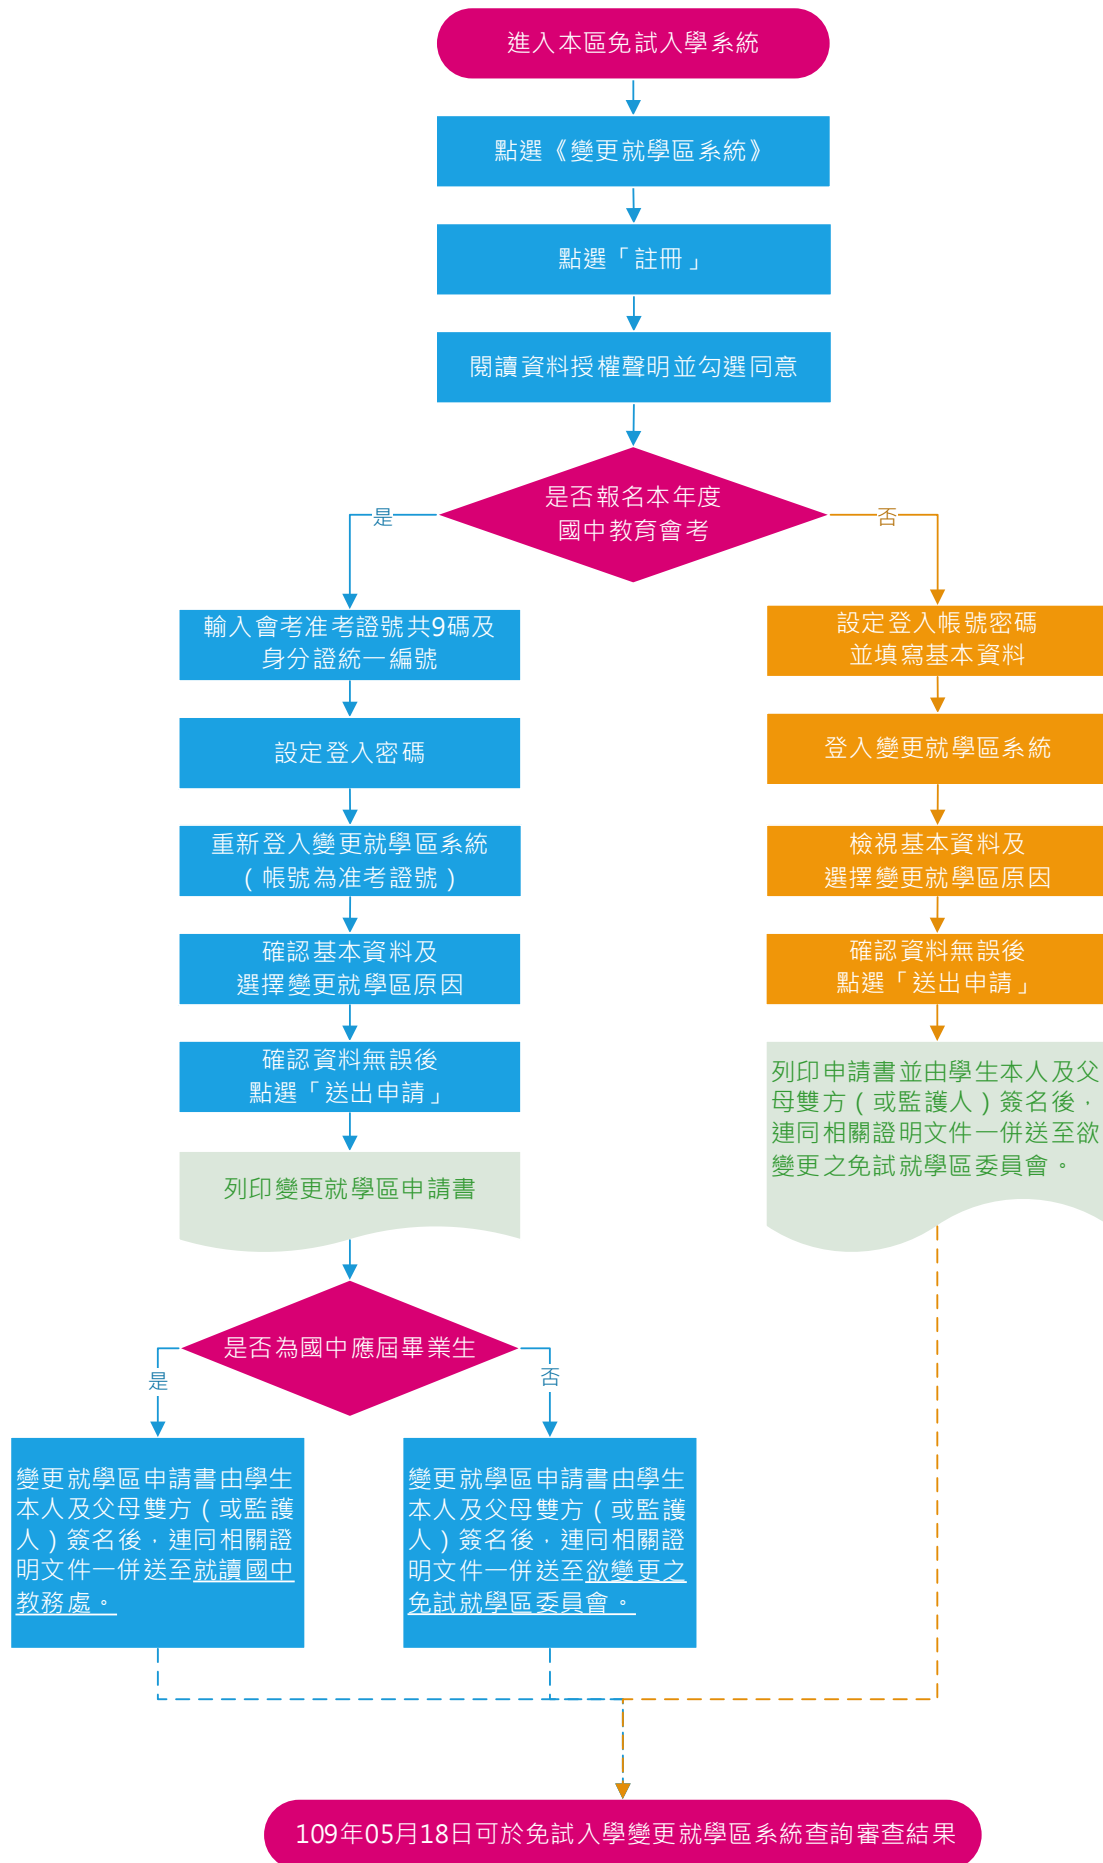 進入本區免試入學系統
點選《變更就學區系統》
點選「註冊」
閱讀資料授權聲明並勾選同意
是否報名本年度
國中教育會考
是
否
輸入會考准考證號共9碼及
身分證統一編號
設定登入密碼
重新登入變更就學區系統
(帳號為准考證號)
確認基本資料及
選擇變更就學區原因
確認資料無誤後
點選「送出申請」
列印變更就學區申請書
是否為國中應屆畢業生
是
否
變更就學區申請書由學生
本人及父母雙方(或監護
人)簽名後，連同相關證
明文件一併送至就讀國中
教務處。
變更就學區申請書由學生
本人及父母雙方(或監護
人)簽名後，連同相關證
明文件一併送至欲變更之
免試就學區委員會。
設定登入帳號密碼
並填寫基本資料
登入變更就學區系統
檢視基本資料及
選擇變更就學區原因
確認資料無誤後
點選「送出申請」
列印申請書並由學生本人及父
母雙方(或監護人)簽名後，
連同相關證明文件一併送至欲
變更之免試就學區委員會。
109年05月18日可於免試入學變更就學區系統查詢審查結果